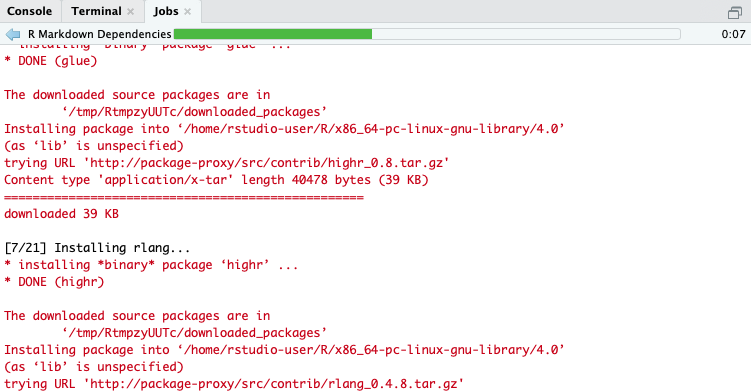 Console Terminal × Jobs ×
R Markdown Dependencies 0:07
* installing *binary* package ‘glue’ ...
* DONE (glue)
The downloaded source packages are in
‘/tmp/RtmpzyUUTc/downloaded_packages’
Installing package into ‘/home/rstudio-user/R/x86_64-pc-linux-gnu-library/4.0’
(as ‘lib’ is unspecified)
trying URL 'http://package-proxy/src/contrib/highr_0.8.tar.gz'
Content type 'application/x-tar' length 40478 bytes (39 KB)
==================================================
downloaded 39 KB
[7/21] Installing rlang...
* installing *binary* package ‘highr’ ...
* DONE (highr)
The downloaded source packages are in
‘/tmp/RtmpzyUUTc/downloaded_packages’
Installing package into ‘/home/rstudio-user/R/x86_64-pc-linux-gnu-library/4.0’
(as ‘lib’ is unspecified)
trying URL 'http://package-proxy/src/contrib/rlang_0.4.8.tar.gz'